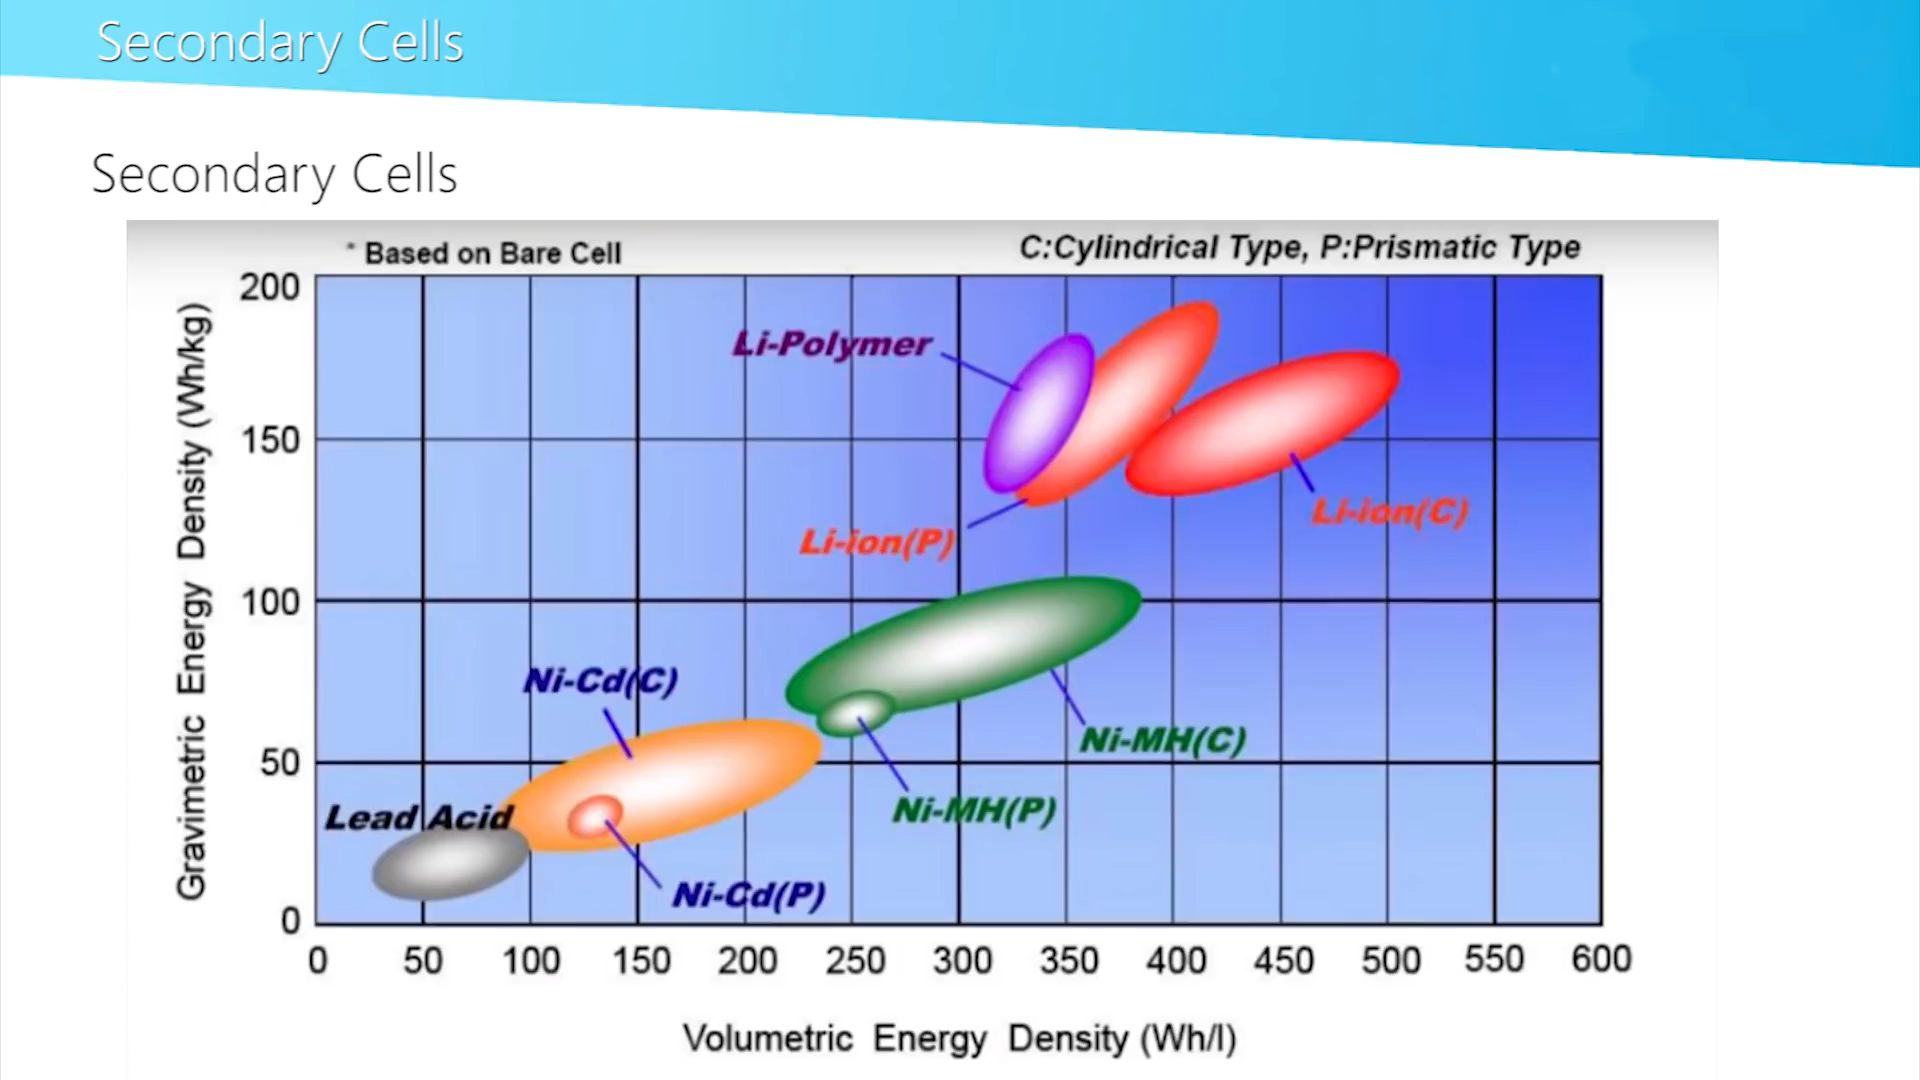 Secondary Cells
Secondary Cells
* Based on Bare Cell
C:Cylindrical Type, P:Prismatic Type
Gravimetric Energy Density (Wh/kg)
200
150
100
50
0
Li-Polymer
Li-ion(P)
Li-ion(C)
Ni-Cd(C)
Ni-MH(C)
Ni-MH(P)
Lead Acid
Ni-Cd(P)
0 50 100 150 200 250 300 350 400 450 500 550 600
Volumetric Energy Density (Wh/l)